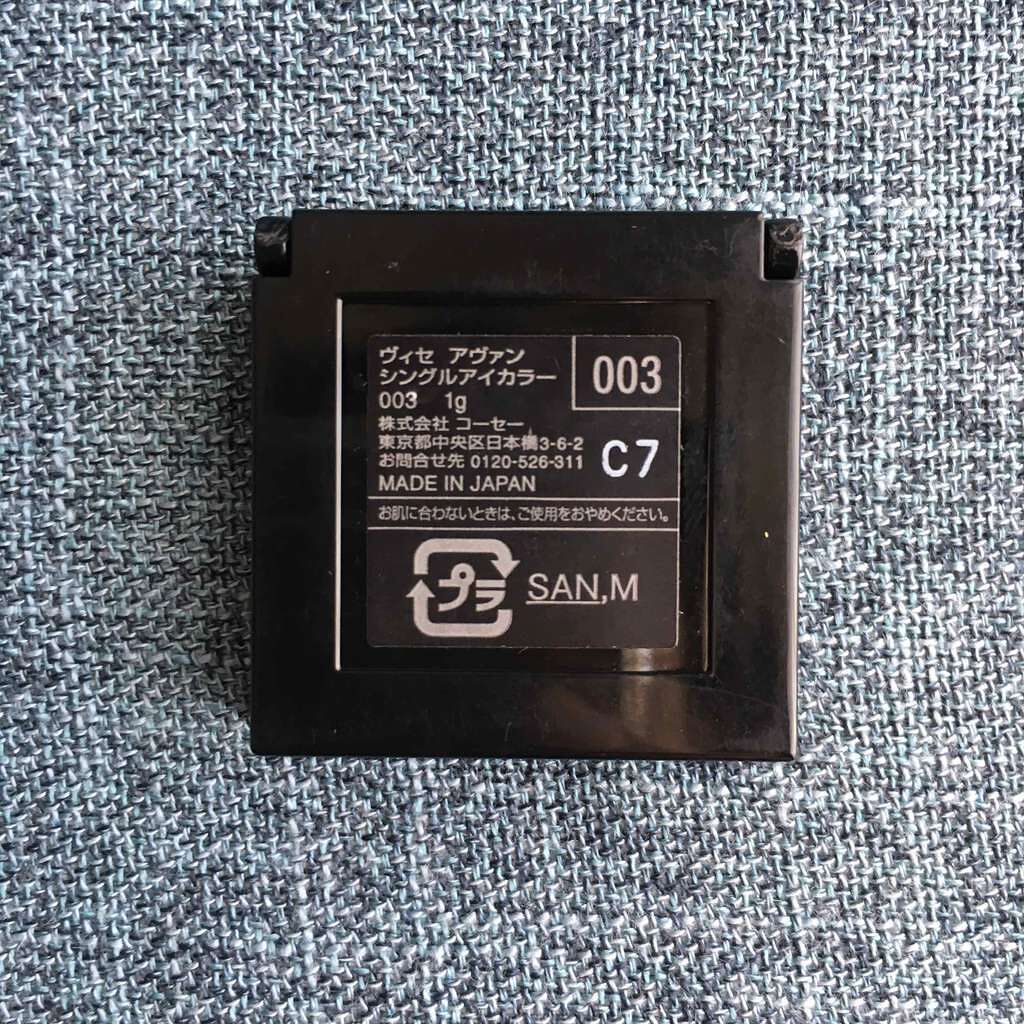 ヴィセ アヴァン
シングルアイカラー
003 1g
003
株式会社 コーセー
東京都中央区日本橋3-6-2
お問合せ先 0120-526-311
C7
MADE IN JAPAN
お肌に合わないときは、ご使用をおやめください。
プラ
SAN,M